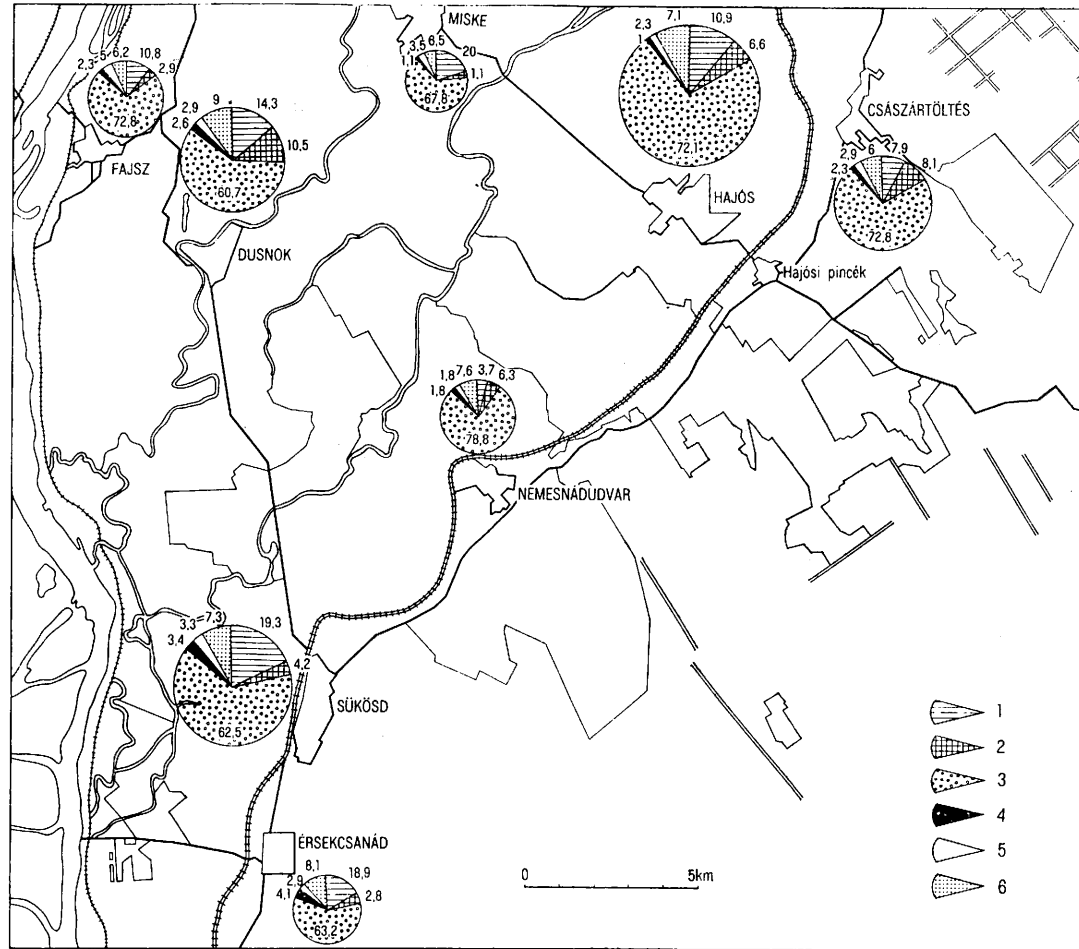 MISKE
2,3 5 6,2 10,8 2,9
72,8
FAJSZ
2,9 9 14,3
2,6 10,5
60,7
DUSNOK
3,5 6,5 20
1,1 1,1
67,8
2,3 7,1 10,9
1 6,6
72,1
HAJÓS
CSÁSZÁRTÖLTÉS
2,9 6 7,9
2,3 8,1
72,8
Hajósi pincék
1,8 7,6 3,7 6,3
1,8
78,8
NEMESNÁDUDVAR
3,3 7,3 19,3
3,4 4,2
62,5
SÜKÖSD
ÉRSEKCSANÁD
8,1 18,9
2,9
4,1 2,8
63,2
0 5km
1
2
3
4
5
6